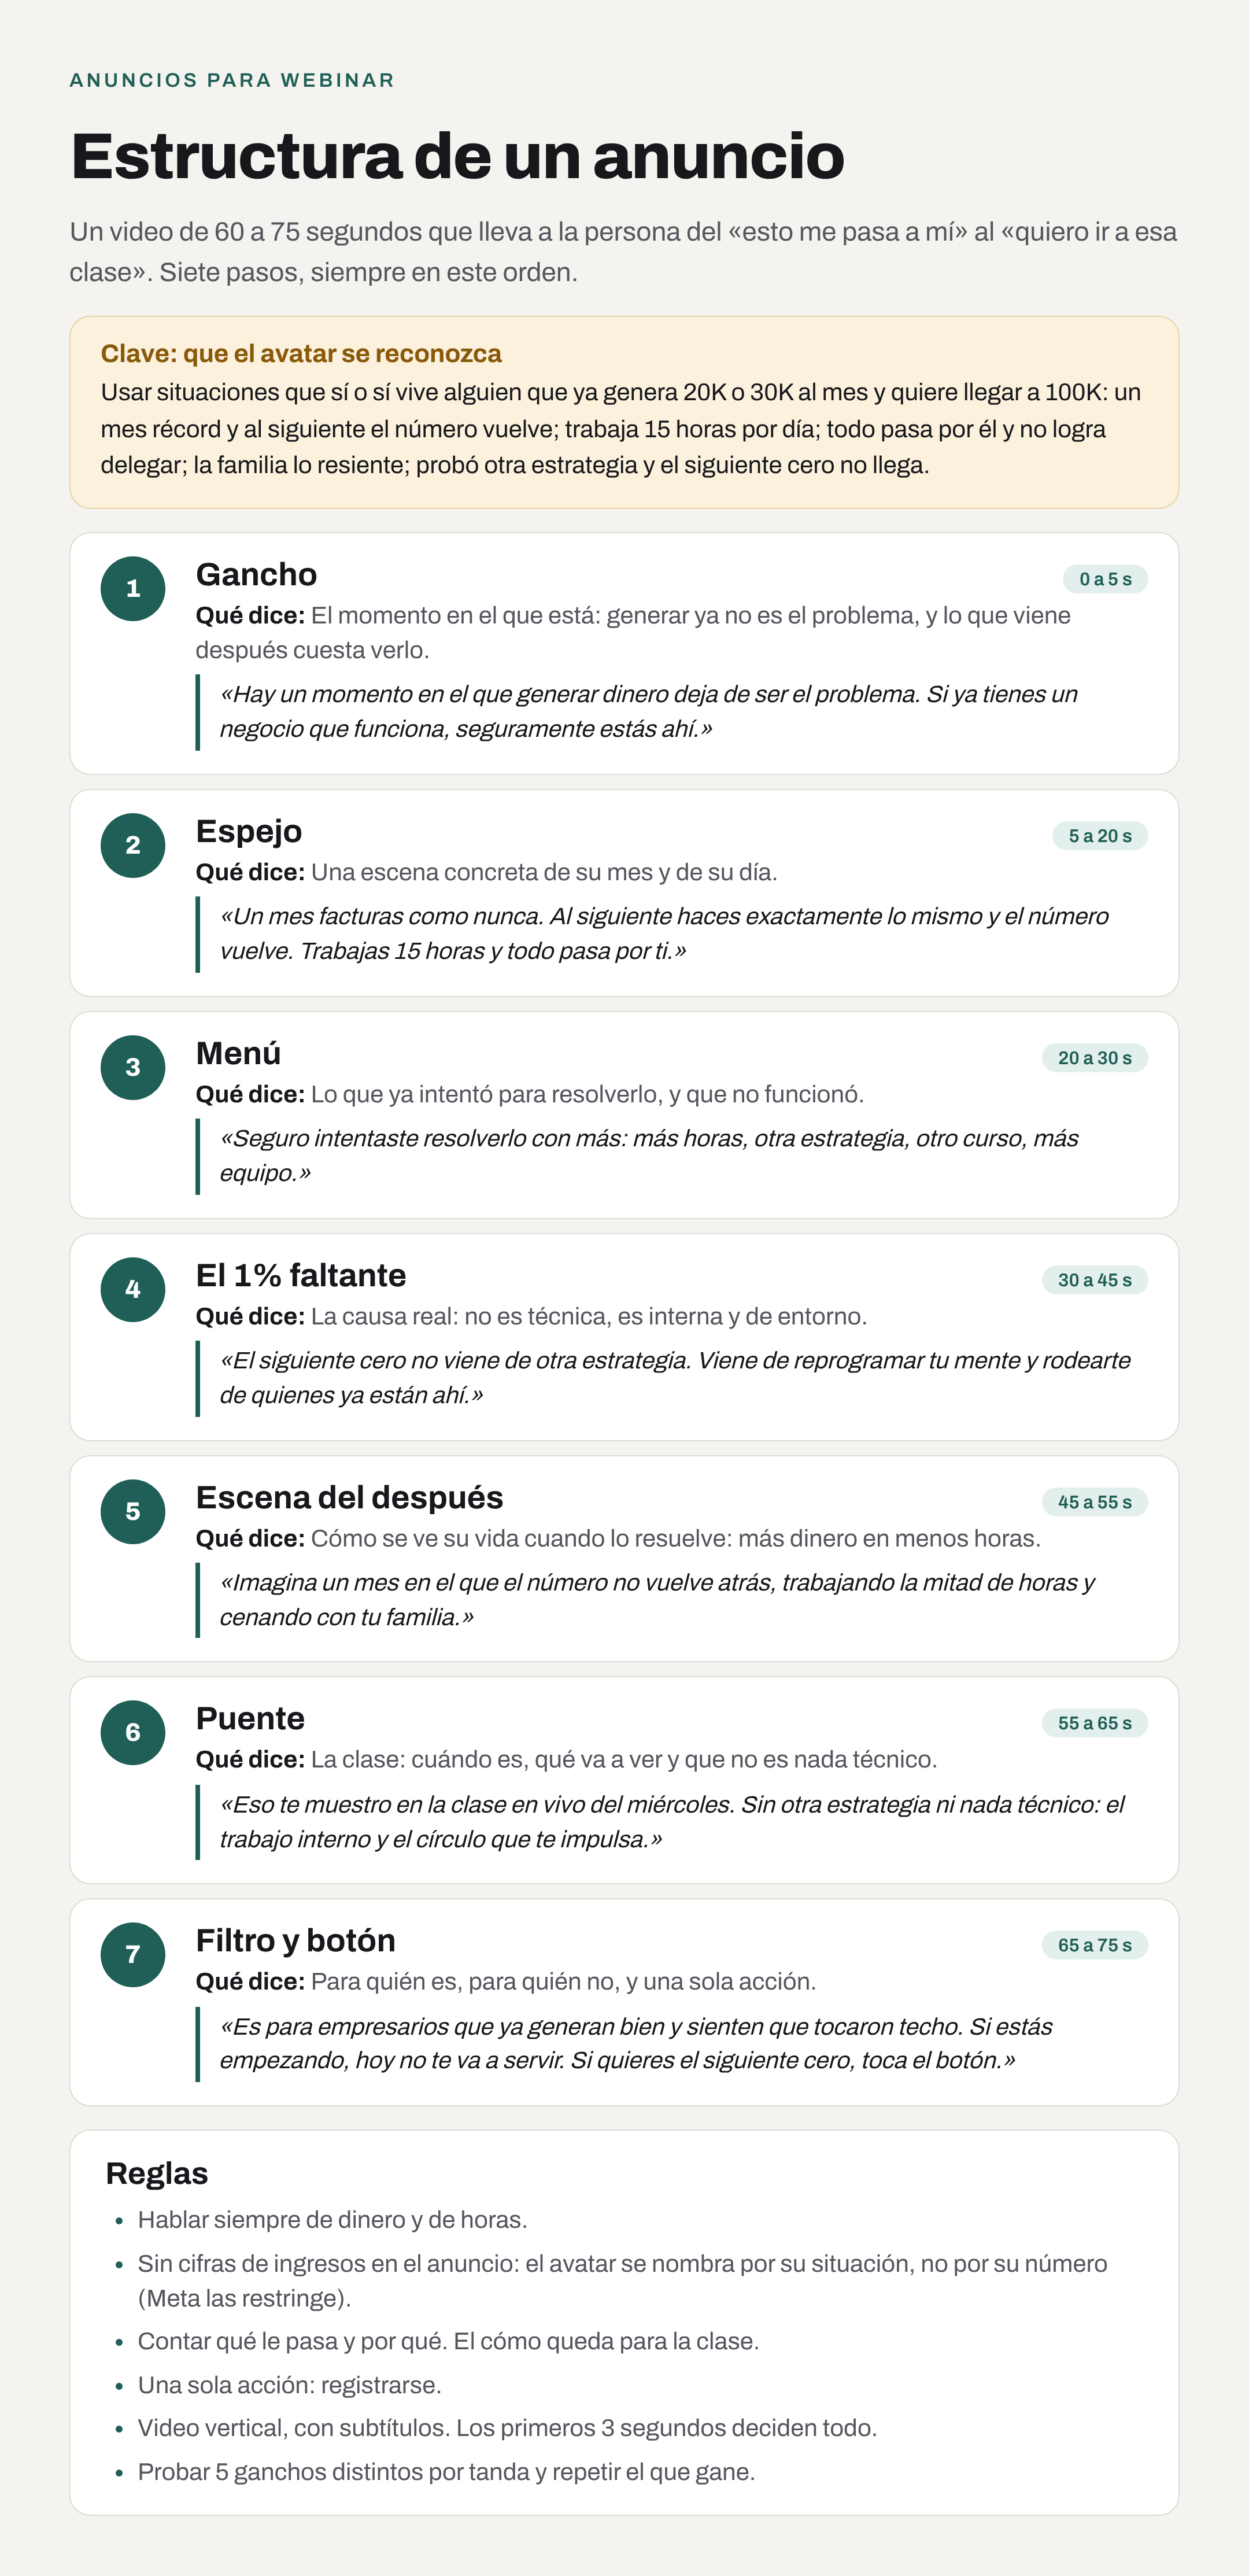 ANUNCIOS PARA WEBINAR
Estructura de un anuncio
Un video de 60 a 75 segundos que lleva a la persona del «esto me pasa a mí» al «quiero ir a esa
clase». Siete pasos, siempre en este orden.
Clave: que el avatar se reconozca
Usar situaciones que sí o sí vive alguien que ya genera 20K o 30K al mes y quiere llegar a 100K: un
mes récord y al siguiente el número vuelve; trabaja 15 horas por día; todo pasa por él y no logra
delegar; la familia lo resiente; probó otra estrategia y el siguiente cero no llega.
1
Gancho
0 a 5 s
Qué dice: El momento en el que está: generar ya no es el problema, y lo que viene
después cuesta verlo.
«Hay un momento en el que generar dinero deja de ser el problema. Si ya tienes un
negocio que funciona, seguramente estás ahí.»
2
Espejo
5 a 20 s
Qué dice: Una escena concreta de su mes y de su día.
«Un mes facturas como nunca. Al siguiente haces exactamente lo mismo y el número
vuelve. Trabajas 15 horas y todo pasa por ti.»
3
Menú
20 a 30 s
Qué dice: Lo que ya intentó para resolverlo, y que no funcionó.
«Seguro intentaste resolverlo con más: más horas, otra estrategia, otro curso, más
equipo.»
4
El 1% faltante
30 a 45 s
Qué dice: La causa real: no es técnica, es interna y de entorno.
«El siguiente cero no viene de otra estrategia. Viene de reprogramar tu mente y rodearte
de quienes ya están ahí.»
5
Escena del después
45 a 55 s
Qué dice: Cómo se ve su vida cuando lo resuelve: más dinero en menos horas.
«Imagina un mes en el que el número no vuelve atrás, trabajando la mitad de horas y
cenando con tu familia.»
6
Puente
55 a 65 s
Qué dice: La clase: cuándo es, qué va a ver y que no es nada técnico.
«Eso te muestro en la clase en vivo del miércoles. Sin otra estrategia ni nada técnico: el
trabajo interno y el círculo que te impulsa.»
7
Filtro y botón
65 a 75 s
Qué dice: Para quién es, para quién no, y una sola acción.
«Es para empresarios que ya generan bien y sienten que tocaron techo. Si estás
empezando, hoy no te va a servir. Si quieres el siguiente cero, toca el botón.»
Reglas
• Hablar siempre de dinero y de horas.
• Sin cifras de ingresos en el anuncio: el avatar se nombra por su situación, no por su número
(Meta las restringe).
• Contar qué le pasa y por qué. El cómo queda para la clase.
• Una sola acción: registrarse.
• Video vertical, con subtítulos. Los primeros 3 segundos deciden todo.
• Probar 5 ganchos distintos por tanda y repetir el que gane.